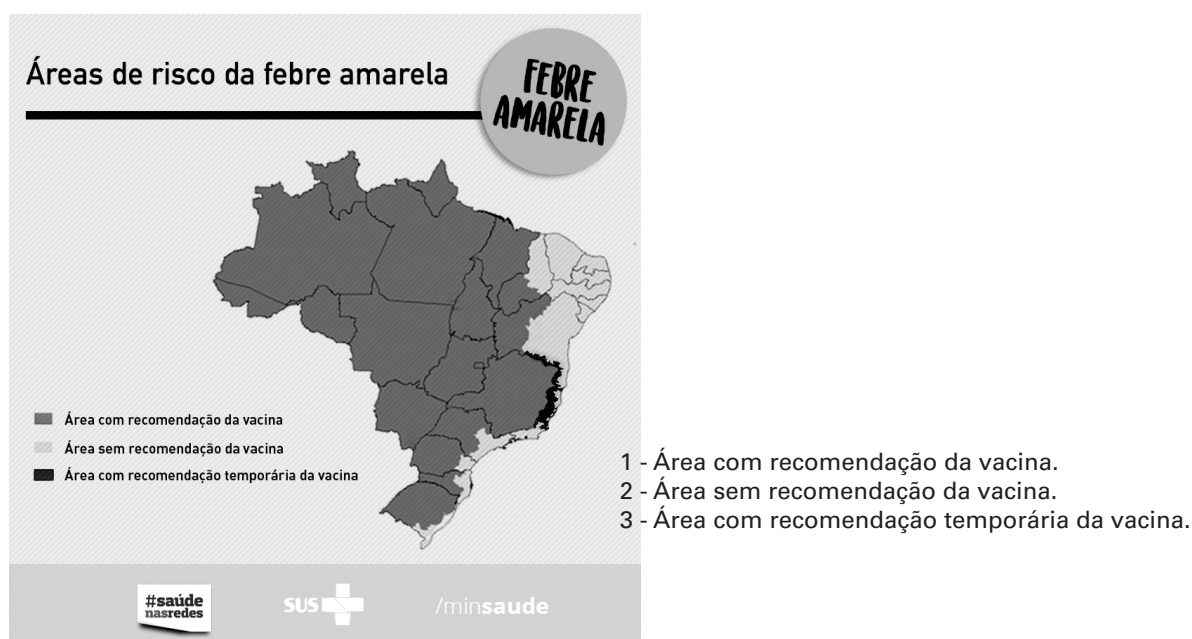 Áreas de risco da febre amarela
FEBRE
AMARELA
Área com recomendação da vacina
Área sem recomendação da vacina
Área com recomendação temporária da vacina
1 - Área com recomendação da vacina.
2 - Área sem recomendação da vacina.
3 - Área com recomendação temporária da vacina.
#saúde
nasredes
SUS
/minsaude